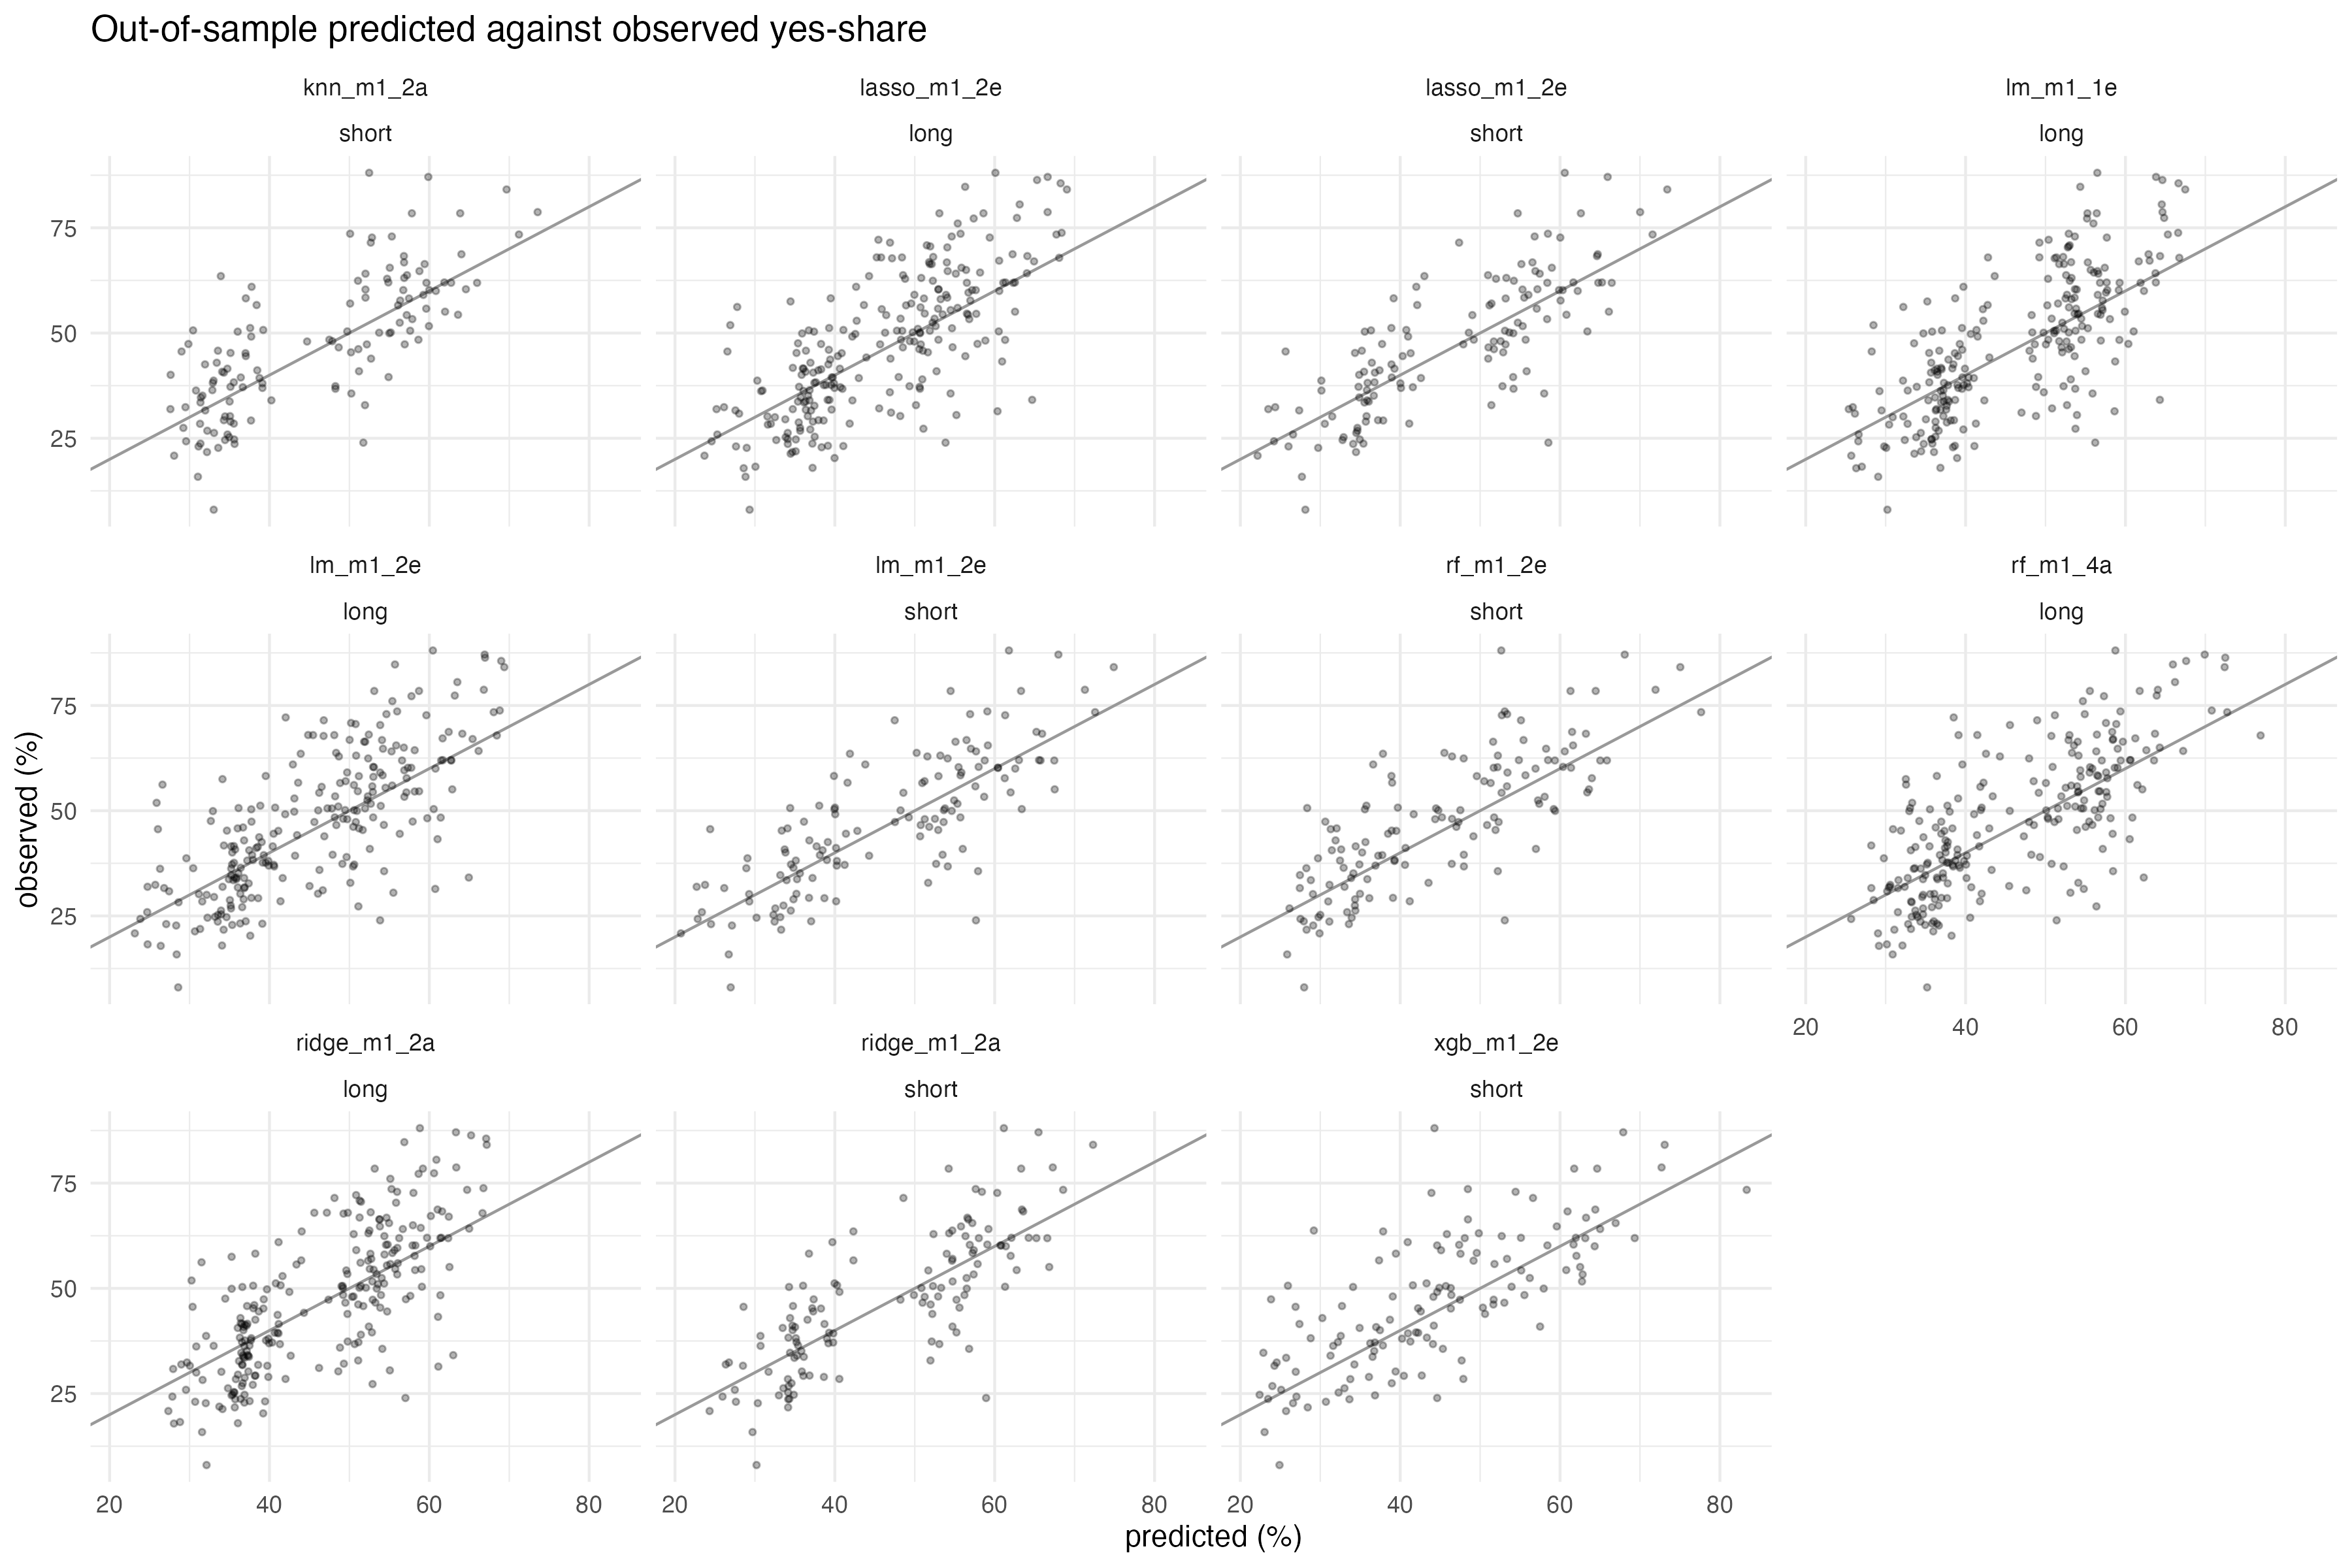 Out-of-sample predicted against observed yes-share
knn_m1_2a
lasso_m1_2e
lasso_m1_2e
lm_m1_1e
short
long
short
long
75
50
25
lm_m1_2e
lm_m1_2e
rf_m1_2e
rf_m1_4a
long
short
short
long
75
50
25
observed (%)
20 40 60 80
ridge_m1_2a
ridge_m1_2a
xgb_m1_2e
long
short
short
75
50
25
20 40 60 80
20 40 60 80
20 40 60 80
predicted (%)